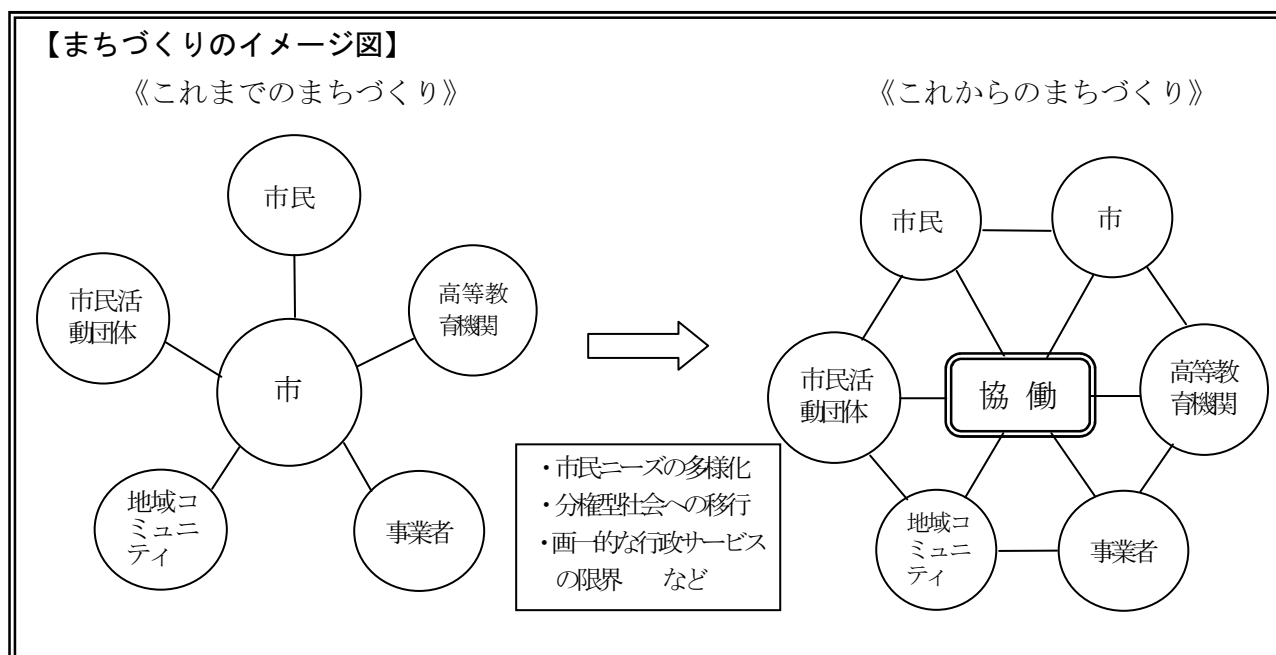 【まちづくりのイメージ図】
《これまでのまちづくり》
市民
市民活
動団体
高等教
育機関
市
地域コ
ミュニ
ティ
事業者
・市民ニーズの多様化
・分権型社会への移行
・画一的な行政サービス
の限界 など
《これからのまちづくり》
市民
市
市民活
動団体
協 働
高等教
育機関
地域コ
ミュニ
ティ
事業者